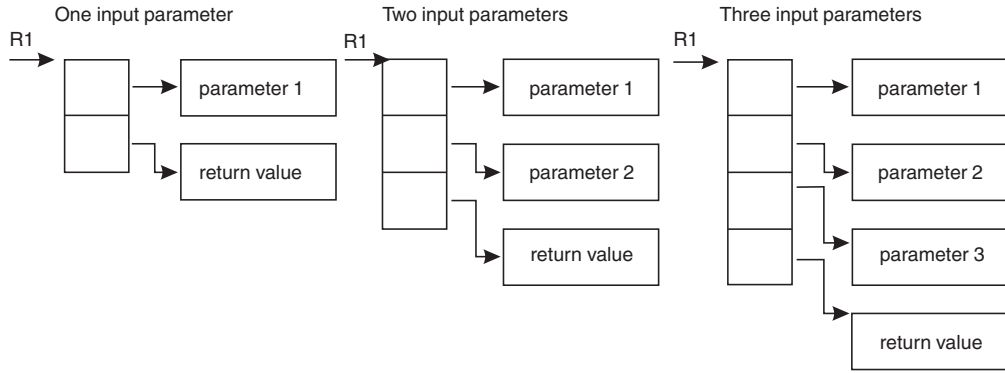 One input parameter
R1
parameter 1
return value
Two input parameters
R1
parameter 1
parameter 2
return value
Three input parameters
R1
parameter 1
parameter 2
parameter 3
return value